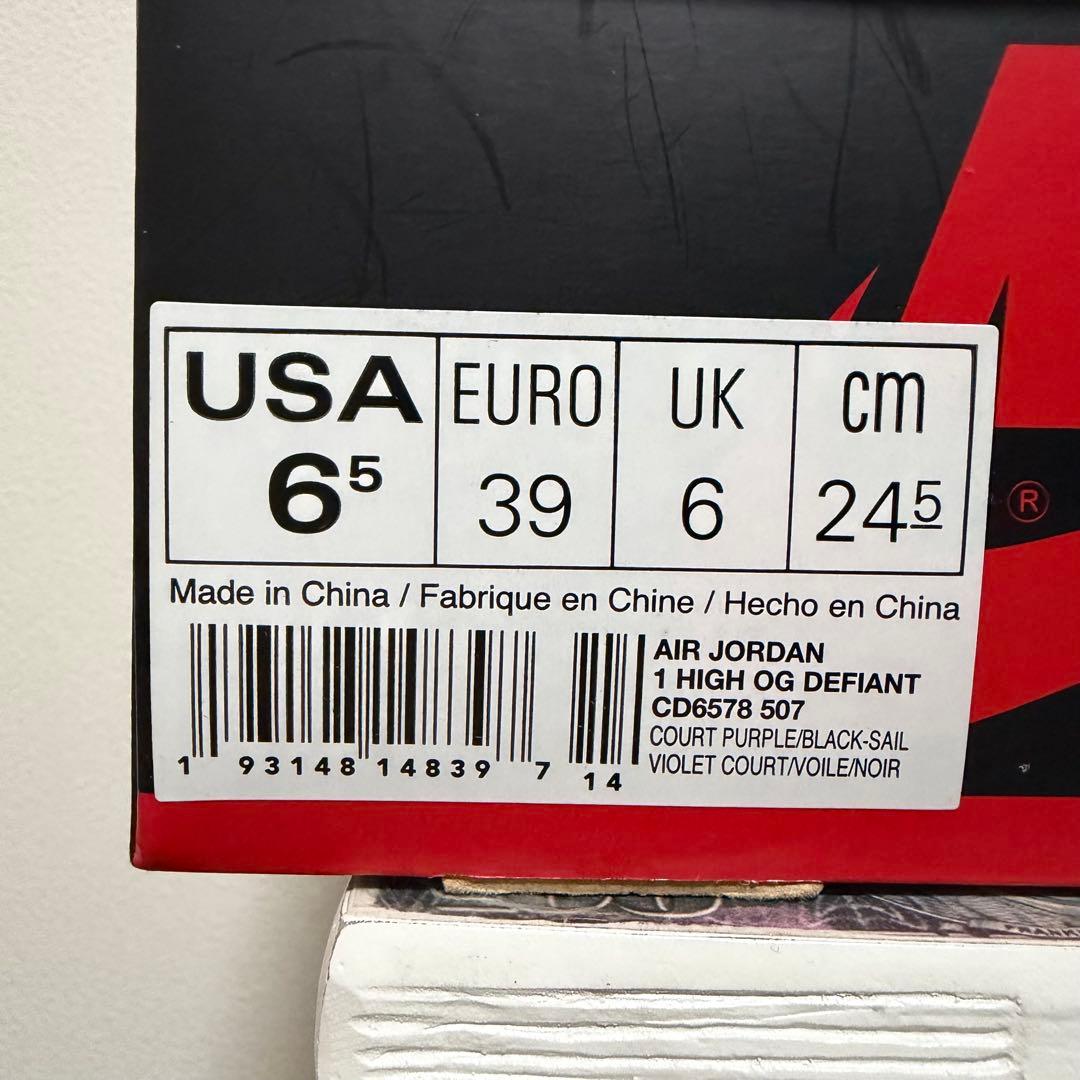 USA EURO UK cm
6⁵ 39 6 24⁵
®
Made in China / Fabrique en Chine / Hecho en China
AIR JORDAN
1 HIGH OG DEFIANT
CD6578 507
COURT PURPLE/BLACK-SAIL
VIOLET COURT/VOILE/NOIR
1 93148 14839 7 14